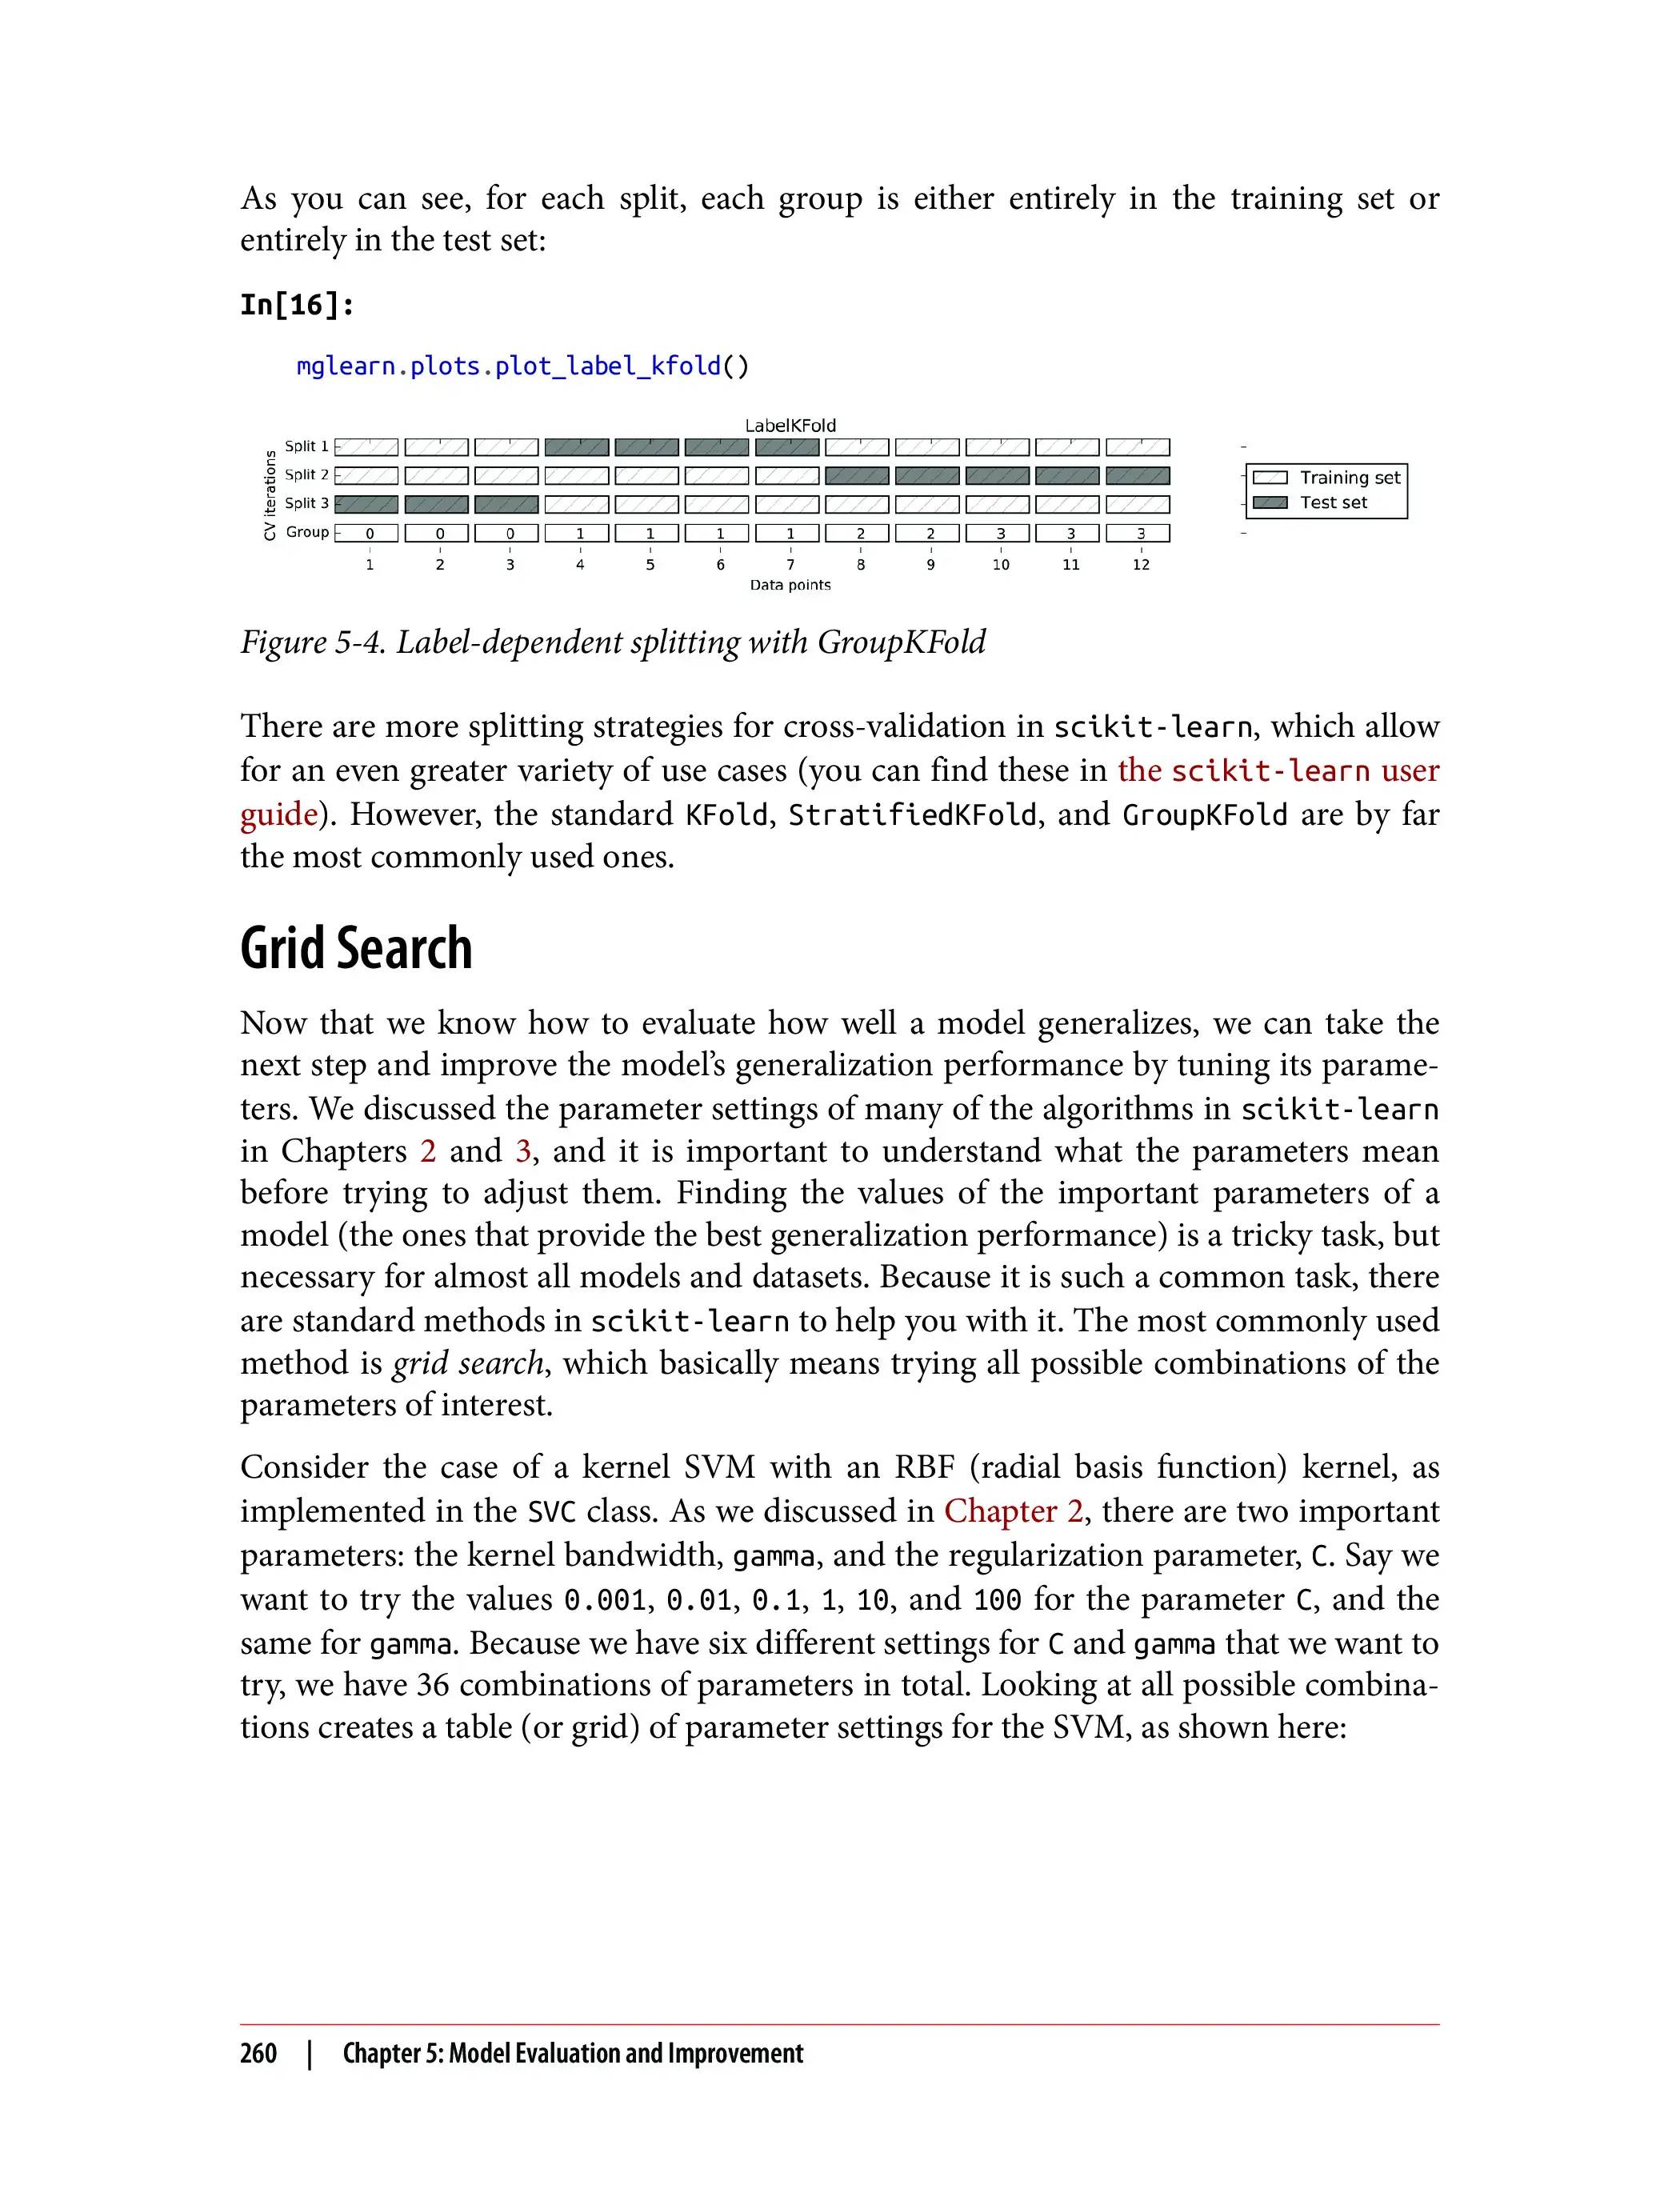 As you can see, for each split, each group is either entirely in the training set or
entirely in the test set:
In[16]:
mglearn.plots.plot_label_kfold()
LabelKFold
CV iterations
Split 1
Split 2
Split 3
Group 0 0 0 1 1 1 1 2 2 3 3 3
1 2 3 4 5 6 7 8 9 10 11 12
Data points
Training set
Test set
Figure 5-4. Label-dependent splitting with GroupKFold
There are more splitting strategies for cross-validation in scikit-learn, which allow
for an even greater variety of use cases (you can find these in the scikit-learn user
guide). However, the standard KFold, StratifiedKFold, and GroupKFold are by far
the most commonly used ones.
Grid Search
Now that we know how to evaluate how well a model generalizes, we can take the
next step and improve the model’s generalization performance by tuning its parame-
ters. We discussed the parameter settings of many of the algorithms in scikit-learn
in Chapters 2 and 3, and it is important to understand what the parameters mean
before trying to adjust them. Finding the values of the important parameters of a
model (the ones that provide the best generalization performance) is a tricky task, but
necessary for almost all models and datasets. Because it is such a common task, there
are standard methods in scikit-learn to help you with it. The most commonly used
method is grid search, which basically means trying all possible combinations of the
parameters of interest.
Consider the case of a kernel SVM with an RBF (radial basis function) kernel, as
implemented in the SVC class. As we discussed in Chapter 2, there are two important
parameters: the kernel bandwidth, gamma, and the regularization parameter, C. Say we
want to try the values 0.001, 0.01, 0.1, 1, 10, and 100 for the parameter C, and the
same for gamma. Because we have six different settings for C and gamma that we want to
try, we have 36 combinations of parameters in total. Looking at all possible combina-
tions creates a table (or grid) of parameter settings for the SVM, as shown here:
260 | Chapter 5: Model Evaluation and Improvement